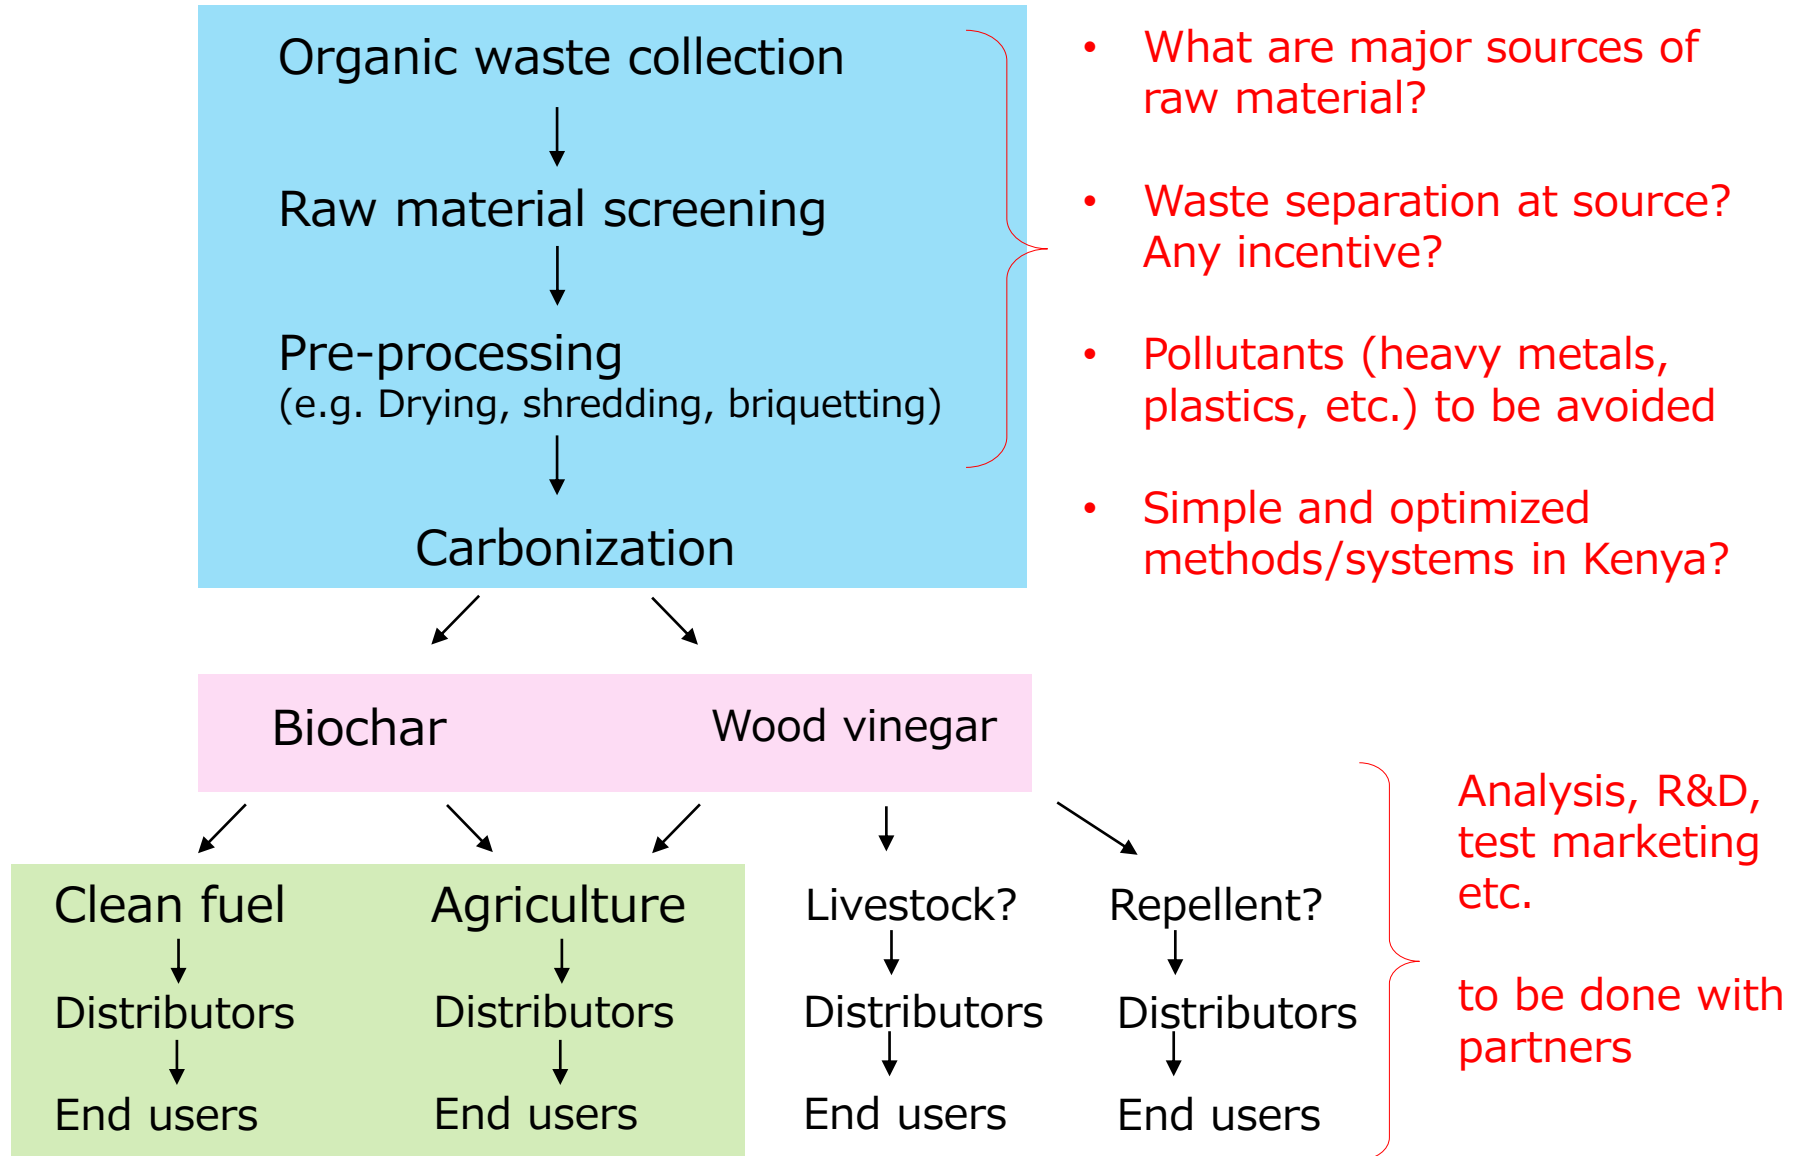 Organic waste collection
Raw material screening
Pre-processing
(e.g. Drying, shredding, briquetting)
Carbonization
• What are major sources of
raw material?
• Waste separation at source?
Any incentive?
• Pollutants (heavy metals,
plastics, etc.) to be avoided
• Simple and optimized
methods/systems in Kenya?
Biochar
Wood vinegar
Clean fuel
Distributors
End users
Agriculture
Distributors
End users
Livestock?
Distributors
End users
Repellent?
Distributors
End users
Analysis, R&D,
test marketing
etc.
to be done with
partners